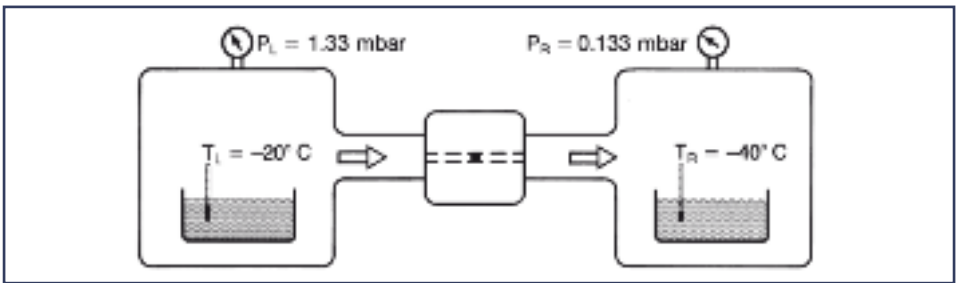 P_L = 1.33 mbar
P_R = 0.133 mbar
T_L = –20° C
T_R = –40° C